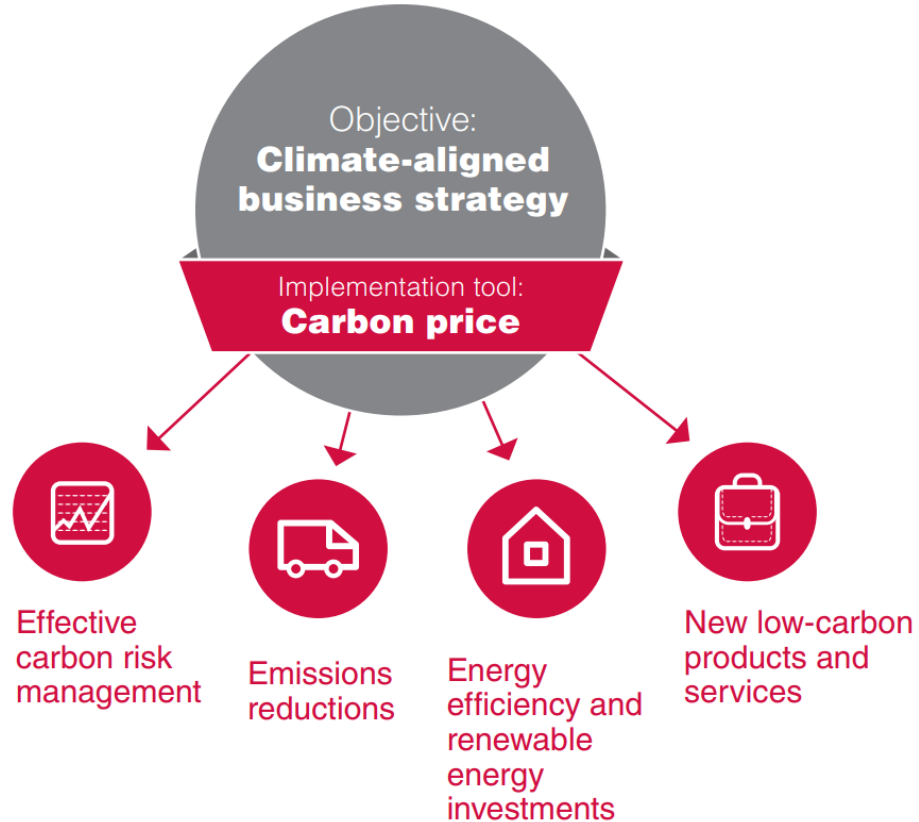 Objective:
Climate-aligned
business strategy
Implementation tool:
Carbon price
Effective
carbon risk
management
Emissions
reductions
Energy
efficiency and
renewable
energy
investments
New low-carbon
products and
services